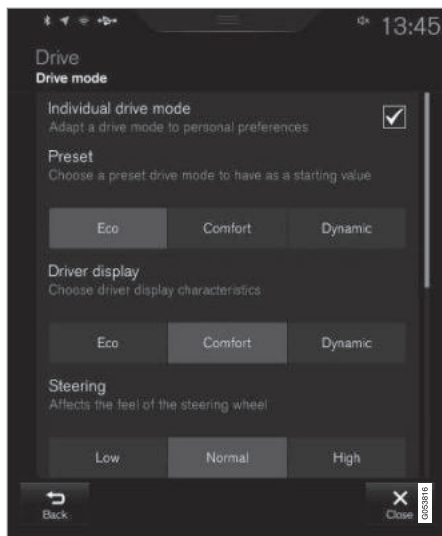 13:45
Drive
Drive mode
Individual drive mode
Adapt a drive mode to personal preferences
Preset
Choose a preset drive mode to have as a starting value
Eco Comfort Dynamic
Driver display
Choose driver display characteristics
Eco Comfort Dynamic
Steering
Affects the feel of the steering wheel
Low Normal High
Back Close
G053816